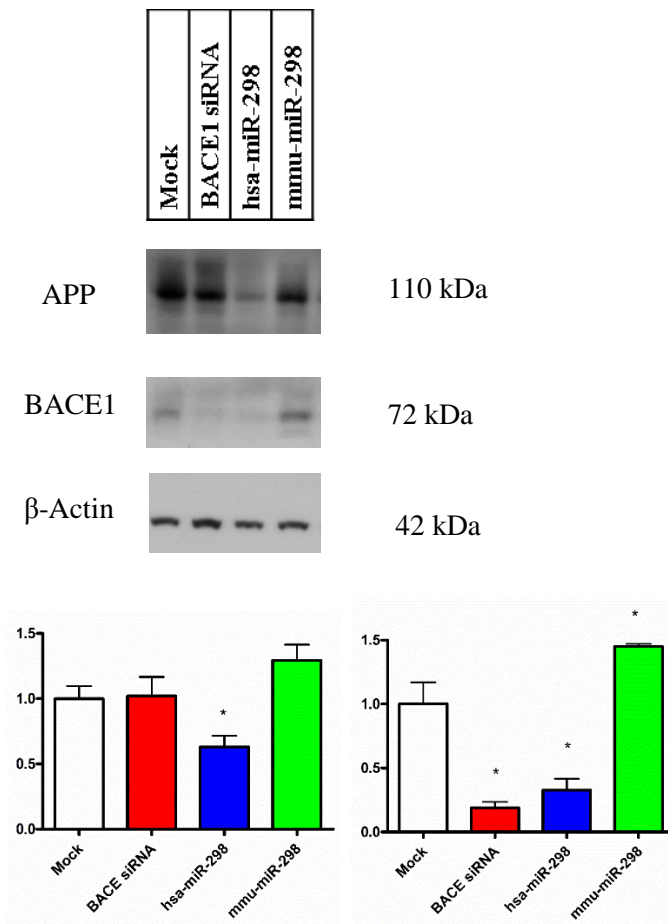 Mock
BACE1 siRNA
hsa-miR-298
mmu-miR-298
APP
110 kDa
BACE1
72 kDa
β-Actin
42 kDa
1.5
1.0
0.5
0.0
*
Mock
BACE siRNA
hsa-miR-298
mmu-miR-298
1.5
1.0
0.5
0.0
*
*
*
Mock
BACE siRNA
hsa-miR-298
mmu-miR-298